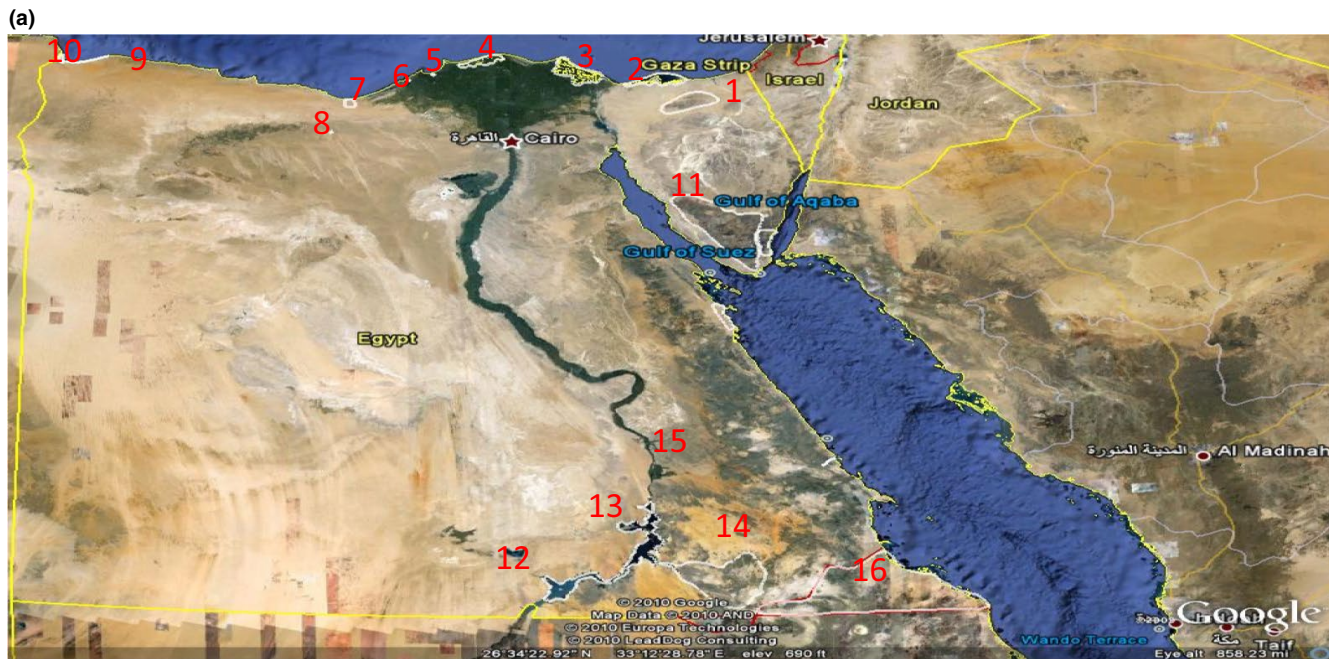 (a)
10
9
5
4
3
2
6
7
8
1
Jerusalem
Gaza Strip
Israel
Jordan
القاهرة
Cairo
11
Gulf of Aqaba
Gulf of Suez
Egypt
15
المدينة المنورة
Al Madinah
13
14
12
16
© 2010 Google
Map Data © 2010 AND
© 2010 Europa Technologies
© 2010 LeadDog Consulting
Google
مكة
Taif
Wando Terrace
26°34'22.92" N 33°12'28.78" E elev 690 ft
Eye alt 858.23 mi